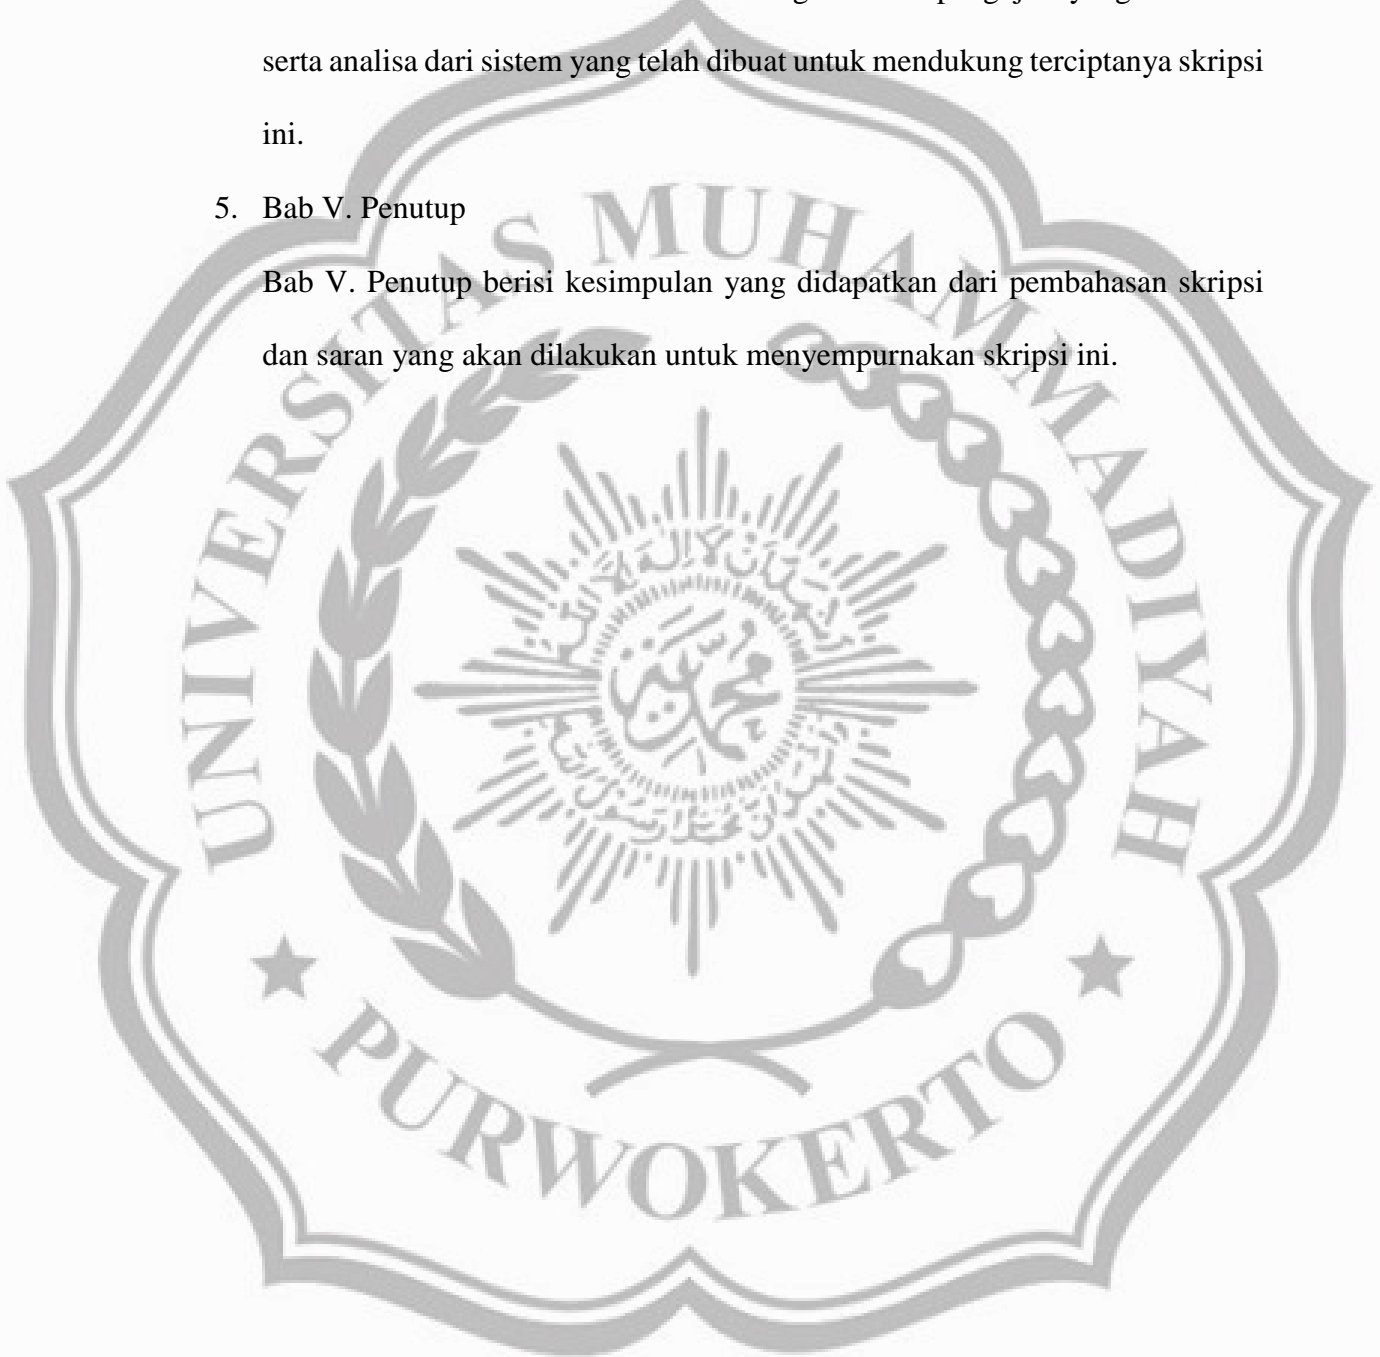 serta analisa dari sistem yang telah dibuat untuk mendukung terciptanya skripsi
ini.
5. Bab V. Penutup
Bab V. Penutup berisi kesimpulan yang didapatkan dari pembahasan skripsi
dan saran yang akan dilakukan untuk menyempurnakan skripsi ini.
UNIVERSITAS MUHAMMADIYAH
PURWOKERTO